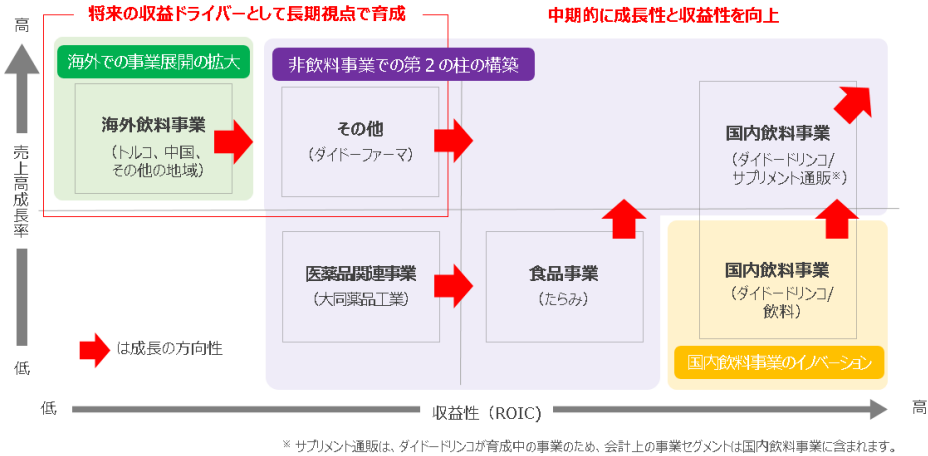 将来の収益ドライバーとして長期視点で育成
中期的に成長性と収益性を向上
高
海外での事業展開の拡大
非飲料事業での第２の柱の構築
海外飲料事業
（トルコ、中国、
その他の地域）
その他
（ダイドーファーマ）
国内飲料事業
（ダイドードリンコ/
サプリメント通販※）
売上高成長率
医薬品関連事業
（大同薬品工業）
食品事業
（たらみ）
国内飲料事業
（ダイドードリンコ/
飲料）
は成長の方向性
国内飲料事業のイノベーション
低
低
収益性（ROIC）
高
※ サプリメント通販は、ダイドードリンコが育成中の事業のため、会計上の事業セグメントは国内飲料事業に含まれます。